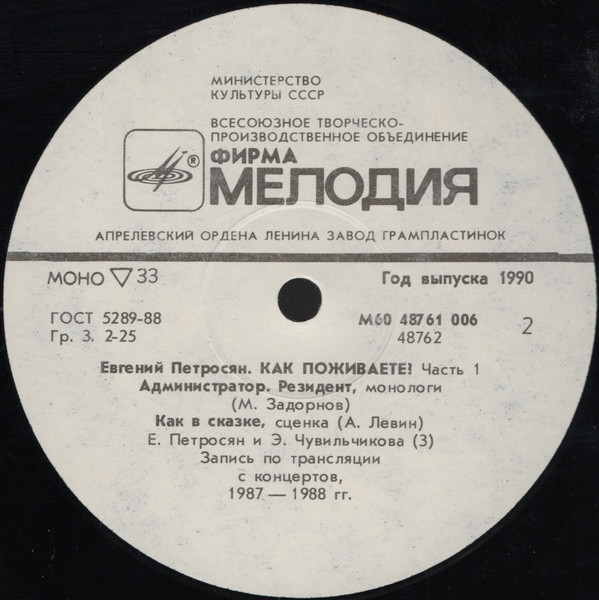 МИНИСТЕРСТВО
КУЛЬТУРЫ СССР
ВСЕСОЮЗНОЕ ТВОРЧЕСКО-
ПРОИЗВОДСТВЕННОЕ ОБЪЕДИНЕНИЕ
®
ФИРМА
МЕЛОДИЯ
АПРЕЛЕВСКИЙ ОРДЕНА ЛЕНИНА ЗАВОД ГРАМПЛАСТИНОК
МОНО ▽ 33
Год выпуска 1990
ГОСТ 5289-88
Гр. 3. 2-25
М60 48761 006
48762
2
Евгений Петросян. КАК ПОЖИВАЕТЕ? Часть 1
Администратор. Резидент, монологи
(М. Задорнов)
Как в сказке, сценка (А. Левин)
Е. Петросян и Э. Чувильчикова (3)
Запись по трансляции
с концертов,
1987 — 1988 гг.